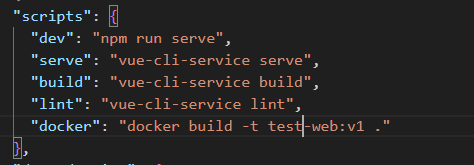 "scripts": {
"dev": "npm run serve",
"serve": "vue-cli-service serve",
"build": "vue-cli-service build",
"lint": "vue-cli-service lint",
"docker": "docker build -t test-web:v1 ."
},